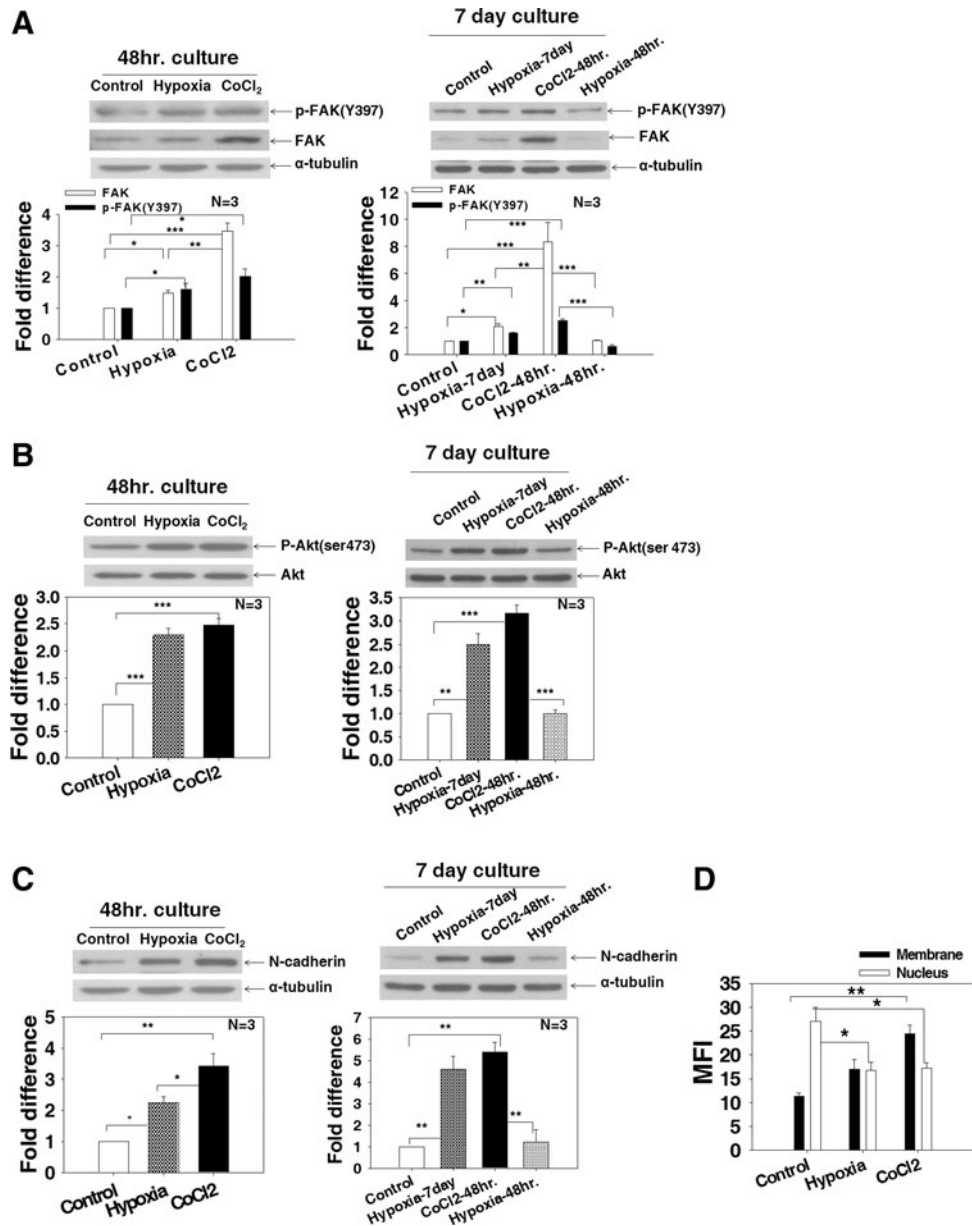 A
48hr. culture
Control Hypoxia CoCl₂
p-FAK(Y397)
FAK
α-tubulin
FAK
p-FAK(Y397)
N=3
*
***
*
**
*
Fold difference
4
3
2
1
0
Control
Hypoxia
CoCl2
7 day culture
Control
Hypoxia-7day
CoCl2-48hr.
Hypoxia-48hr.
p-FAK(Y397)
FAK
α-tubulin
FAK
p-FAK(Y397)
N=3
***
***
**
***
**
***
*
Fold difference
12
10
8
6
4
2
0
Control
Hypoxia-7day
CoCl2-48hr.
Hypoxia-48hr.
B
48hr. culture
Control Hypoxia CoCl₂
P-Akt(ser473)
Akt
N=3
***
***
Fold difference
3.0
2.5
2.0
1.5
1.0
0.5
0.0
Control
Hypoxia
CoCl2
7 day culture
Control
Hypoxia-7day
CoCl2-48hr.
Hypoxia-48hr.
P-Akt(ser 473)
Akt
N=3
***
**
***
Fold difference
3.5
3.0
2.5
2.0
1.5
1.0
0.5
0.0
Control
Hypoxia-7day
CoCl2-48hr.
Hypoxia-48hr.
C
48hr. culture
Control Hypoxia CoCl₂
N-cadherin
α-tubulin
N=3
**
*
*
Fold difference
5
4
3
2
1
0
Control
Hypoxia
CoCl2
7 day culture
Control
Hypoxia-7day
CoCl2-48hr.
Hypoxia-48hr.
N-cadherin
α-tubulin
N=3
**
**
**
Fold difference
7
6
5
4
3
2
1
0
Control
Hypoxia-7day
CoCl2-48hr.
Hypoxia-48hr.
D
Membrane
Nucleus
**
*
*
MFI
35
30
25
20
15
10
5
0
Control
Hypoxia
CoCl2